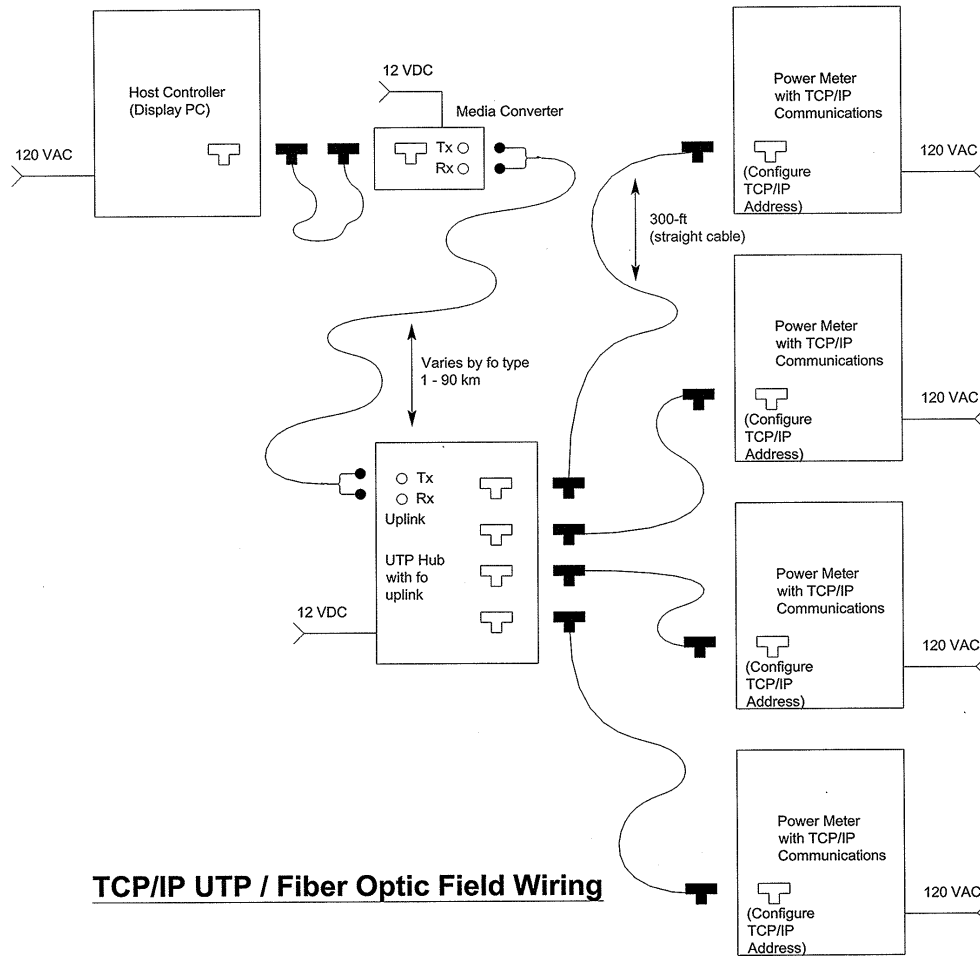 Host Controller
(Display PC)
120 VAC
12 VDC
Media Converter
Tx
Rx
Power Meter
with TCP/IP
Communications
120 VAC
(Configure
TCP/IP
Address)
300-ft
(straight cable)
Varies by fo type
1 - 90 km
Power Meter
with TCP/IP
Communications
120 VAC
(Configure
TCP/IP
Address)
Tx
Rx
Uplink
UTP Hub
with fo
uplink
12 VDC
Power Meter
with TCP/IP
Communications
120 VAC
(Configure
TCP/IP
Address)
Power Meter
with TCP/IP
Communications
120 VAC
(Configure
TCP/IP
Address)
TCP/IP UTP / Fiber Optic Field Wiring